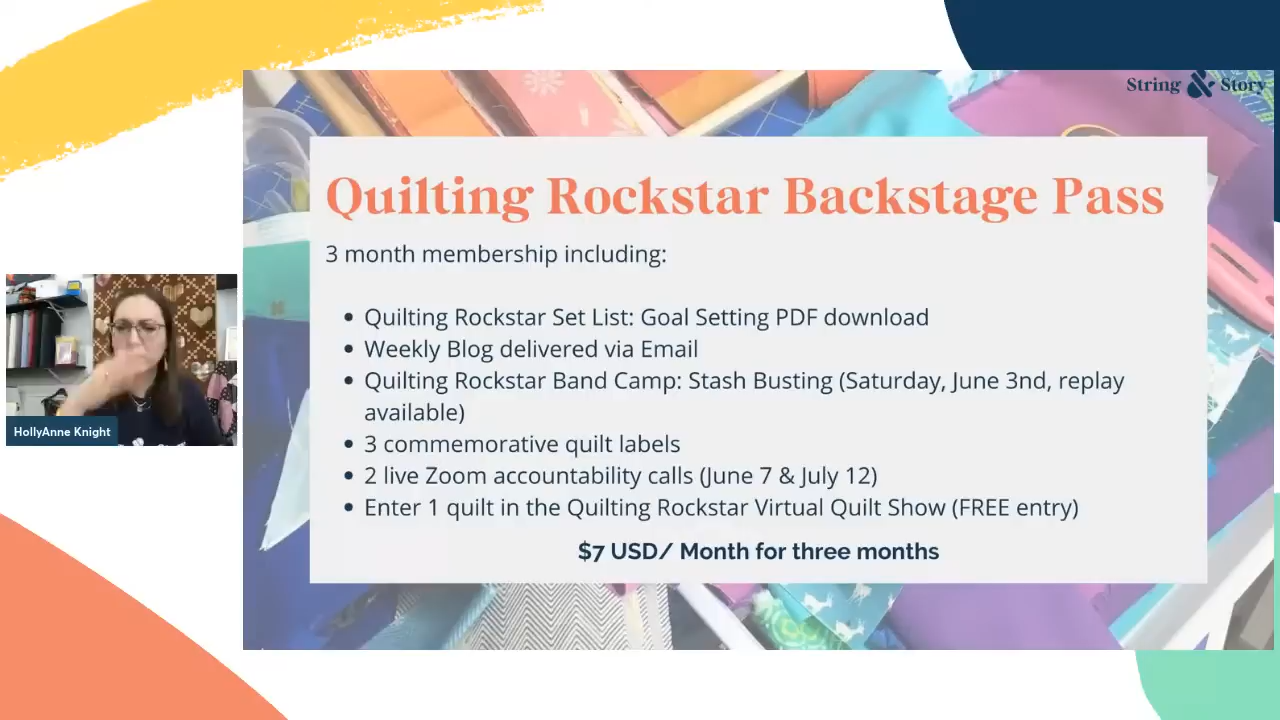 String & Story
Quilting Rockstar Backstage Pass
3 month membership including:
• Quilting Rockstar Set List: Goal Setting PDF download
• Weekly Blog delivered via Email
• Quilting Rockstar Band Camp: Stash Busting (Saturday, June 3nd, replay
available)
• 3 commemorative quilt labels
• 2 live Zoom accountability calls (June 7 & July 12)
• Enter 1 quilt in the Quilting Rockstar Virtual Quilt Show (FREE entry)
$7 USD/ Month for three months
HollyAnne Knight